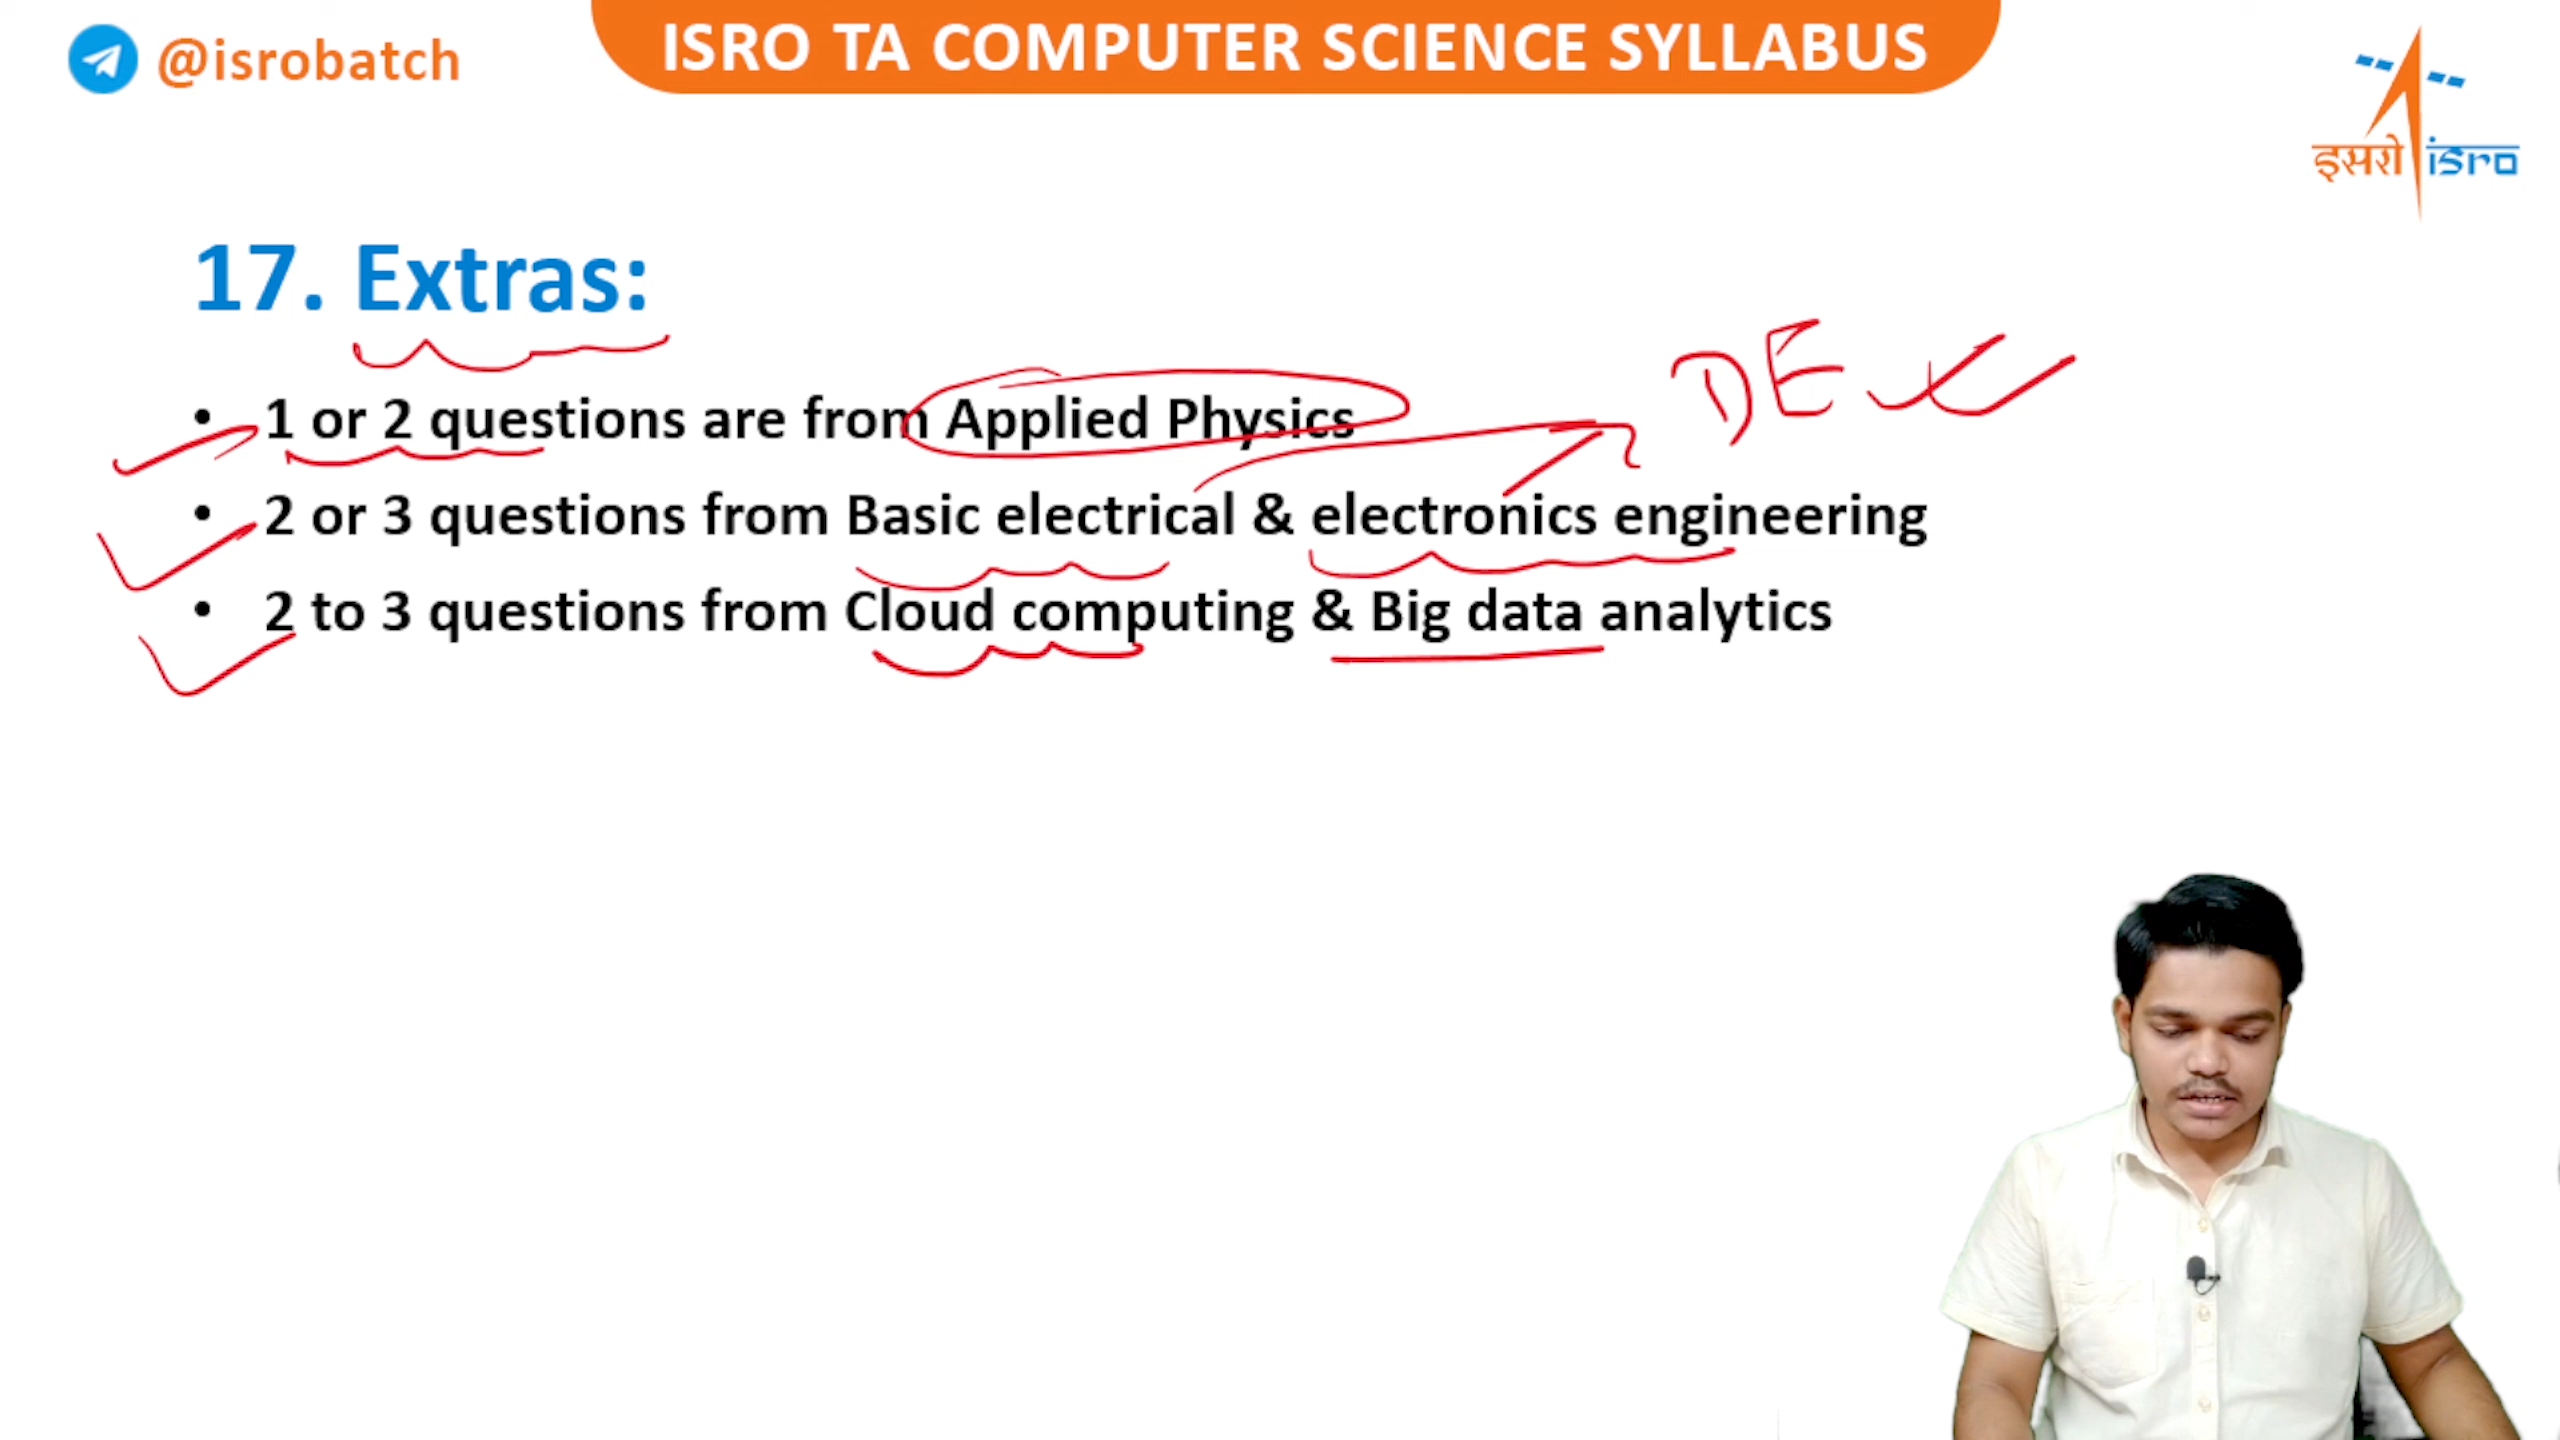 @isrobatch
ISRO TA COMPUTER SCIENCE SYLLABUS
इसरो isro
17. Extras:
DE
• 1 or 2 questions are from Applied Physics
• 2 or 3 questions from Basic electrical & electronics engineering
• 2 to 3 questions from Cloud computing & Big data analytics